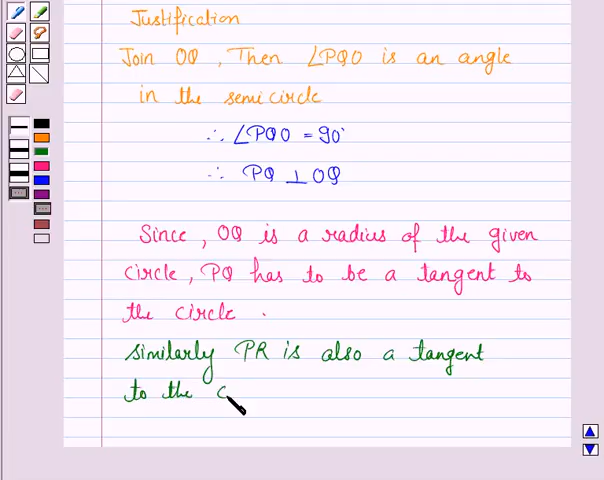 Justification
Join OQ, Then ∠PQO is an angle
in the semicircle
∴ ∠PQO = 90°
∴ PQ ⊥ OQ
Since, OQ is a radius of the given
circle, PQ has to be a tangent to
the circle.
Similarly PR is also a tangent
to the c